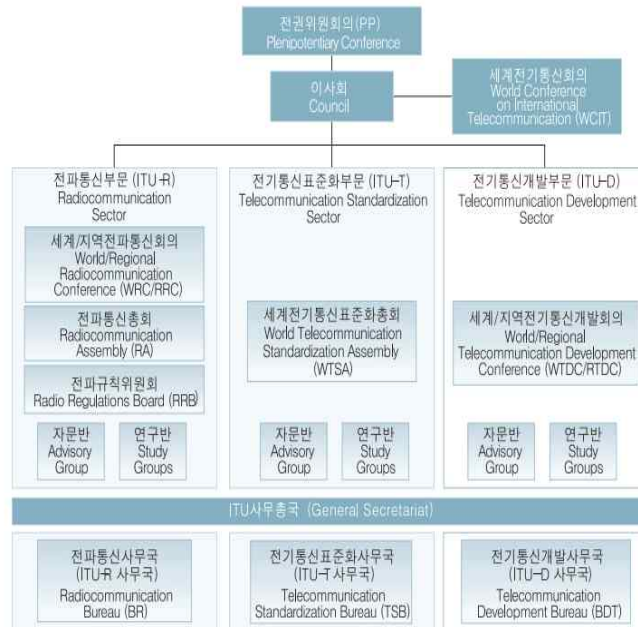 전권위원회의(PP)
Plenipotentiary Conference
이사회
Council
세계전기통신회의
World Conference
on International
Telecommunication (WCIT)
전파통신부문 (ITU-R)
Radiocommunication
Sector
세계/지역전파통신회의
World/Regional
Radiocommunication
Conference (WRC/RRC)
전파통신총회
Radiocommunication
Assembly (RA)
전파규칙위원회
Radio Regulations Board (RRB)
자문반
Advisory
Group
연구반
Study
Groups
전기통신표준화부문 (ITU-T)
Telecommunication Standardization
Sector
세계전기통신표준화총회
World Telecommunication
Standardization Assembly
(WTSA)
자문반
Advisory
Group
연구반
Study
Groups
전기통신개발부문 (ITU-D)
Telecommunication Development
Sector
세계/지역전기통신개발회의
World/Regional
Telecommunication Development
Conference (WTDC/RTDC)
자문반
Advisory
Group
연구반
Study
Groups
ITU사무총국 (General Secretariat)
전파통신사무국
(ITU-R 사무국)
Radiocommunication
Bureau (BR)
전기통신표준화사무국
(ITU-T 사무국)
Telecommunication
Standardization Bureau (TSB)
전기통신개발사무국
(ITU-D 사무국)
Telecommunication
Development Bureau (BDT)